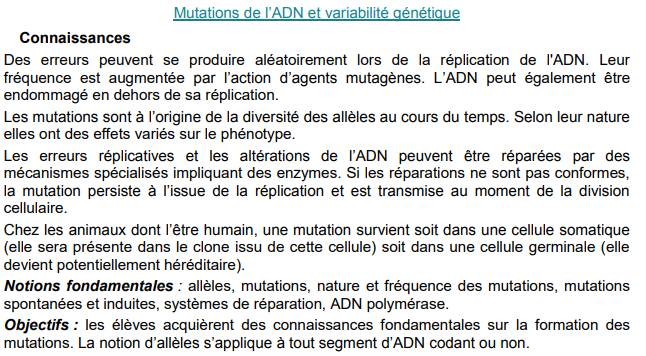 Mutations de l’ADN et variabilité génétique
Connaissances
Des erreurs peuvent se produire aléatoirement lors de la réplication de l'ADN. Leur
fréquence est augmentée par l’action d’agents mutagènes. L’ADN peut également être
endommagé en dehors de sa réplication.
Les mutations sont à l’origine de la diversité des allèles au cours du temps. Selon leur nature
elles ont des effets variés sur le phénotype.
Les erreurs réplicatives et les altérations de l’ADN peuvent être réparées par des
mécanismes spécialisés impliquant des enzymes. Si les réparations ne sont pas conformes,
la mutation persiste à l’issue de la réplication et est transmise au moment de la division
cellulaire.
Chez les animaux dont l’être humain, une mutation survient soit dans une cellule somatique
(elle sera présente dans le clone issu de cette cellule) soit dans une cellule germinale (elle
devient potentiellement héréditaire).
Notions fondamentales : allèles, mutations, nature et fréquence des mutations, mutations
spontanées et induites, systèmes de réparation, ADN polymérase.
Objectifs : les élèves acquièrent des connaissances fondamentales sur la formation des
mutations. La notion d’allèles s’applique à tout segment d’ADN codant ou non.